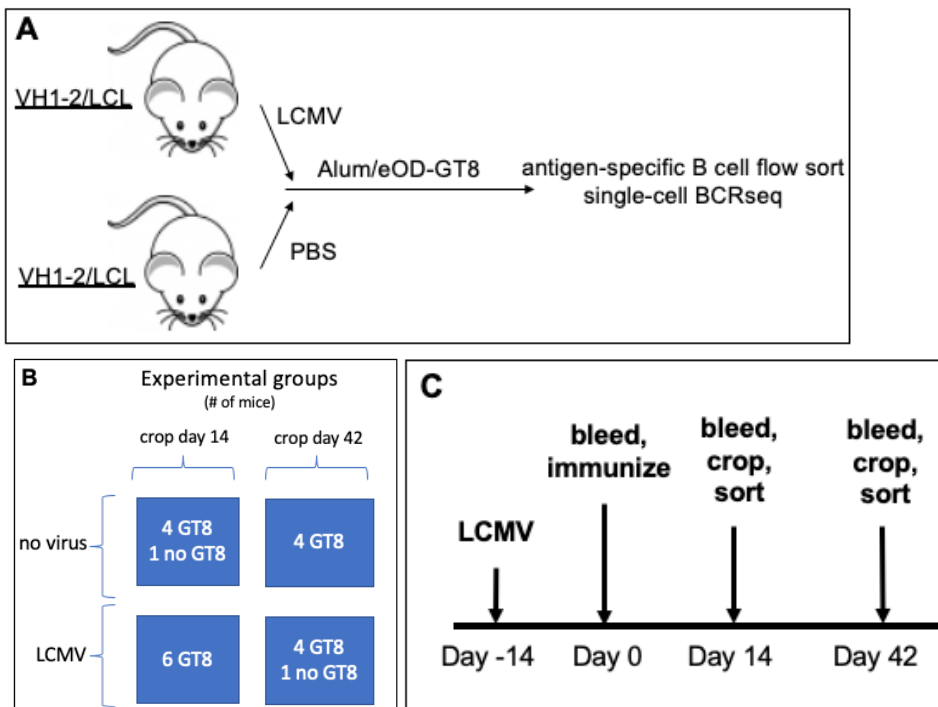 A
VH1-2/LCL
LCMV
Alum/eOD-GT8
antigen-specific B cell flow sort
single-cell BCRseq
PBS
VH1-2/LCL
B
Experimental groups
(# of mice)
crop day 14
crop day 42
no virus
4 GT8
1 no GT8
4 GT8
LCMV
6 GT8
4 GT8
1 no GT8
C
LCMV
bleed,
immunize
bleed,
crop,
sort
bleed,
crop,
sort
Day -14
Day 0
Day 14
Day 42